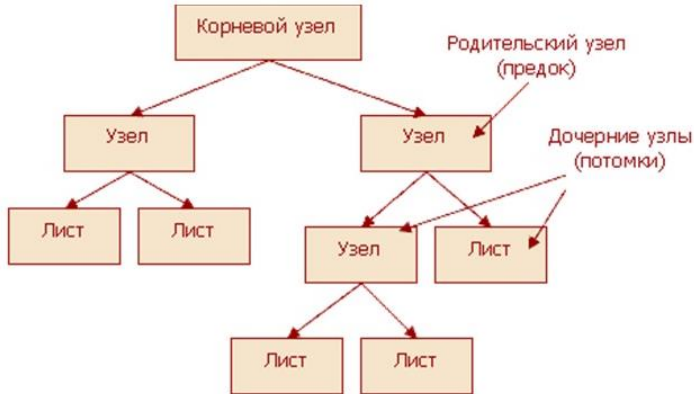 Корневой узел
Родительский узел
(предок)
Узел
Узел
Дочерние узлы
(потомки)
Лист
Лист
Узел
Лист
Лист
Лист